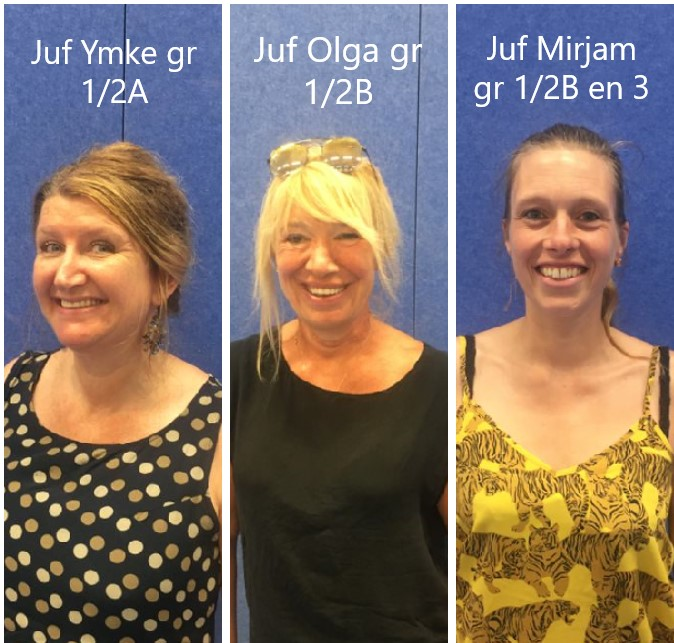 Juf Ymke gr
1/2A
Juf Olga gr
1/2B
Juf Mirjam
gr 1/2B en 3